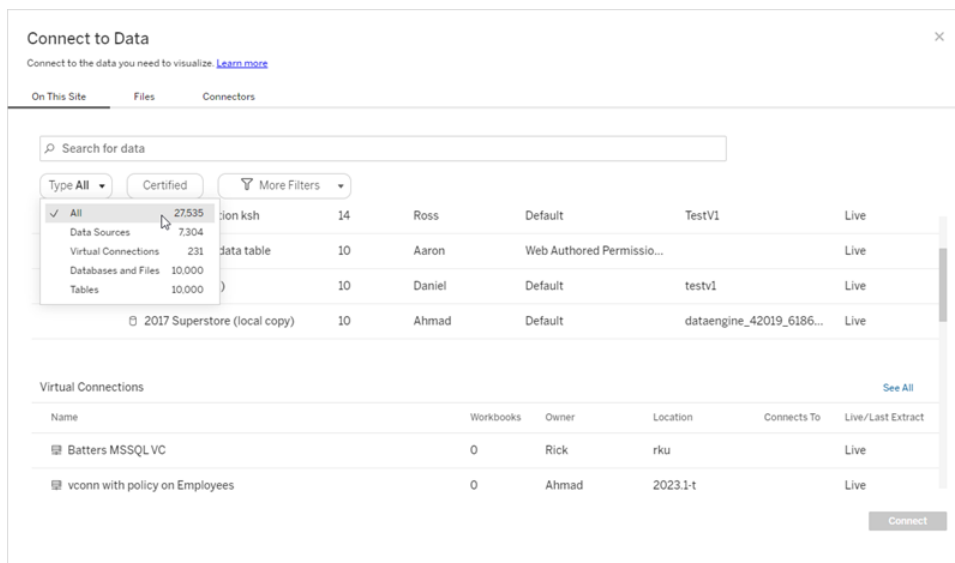 Connect to Data
Connect to the data you need to visualize. Learn more
On This Site Files Connectors
Search for data
Type All Certified More Filters
All 27,535
Data Sources 7,304
Virtual Connections 231
Databases and Files 10,000
Tables 10,000
ion ksh 14 Ross Default TestV1 Live
data table 10 Aaron Web Authored Permissio... Live
) 10 Daniel Default testv1 Live
2017 Superstore (local copy) 10 Ahmad Default dataengine_42019_6186... Live
Virtual Connections See All
Name Workbooks Owner Location Connects To Live/Last Extract
Batters MSSQL VC 0 Rick rku Live
vconn with policy on Employees 0 Ahmad 2023.1-t Live
Connect